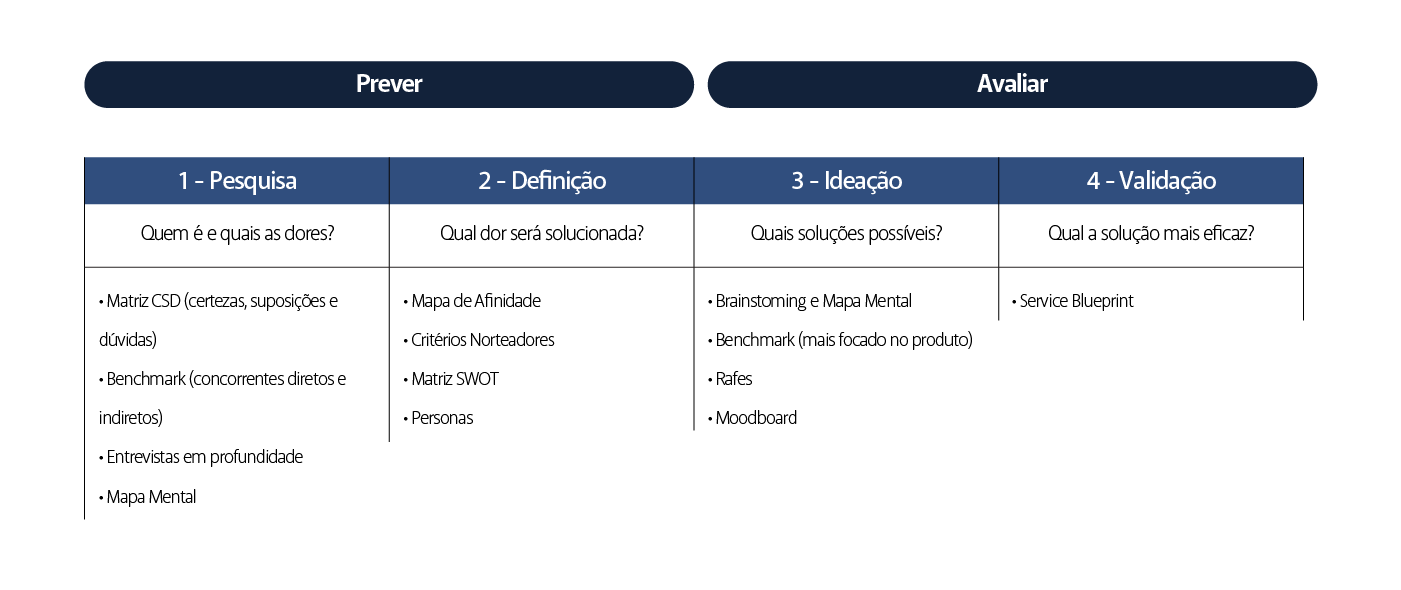 Prever
Avaliar
1 - Pesquisa
2 - Definição
3 - Ideação
4 - Validação
Quem é e quais as dores?
Qual dor será solucionada?
Quais soluções possíveis?
Qual a solução mais eficaz?
• Matriz CSD (certezas, suposições e
dúvidas)
• Benchmark (concorrentes diretos e
indiretos)
• Entrevistas em profundidade
• Mapa Mental
• Mapa de Afinidade
• Critérios Norteadores
• Matriz SWOT
• Personas
• Brainstoming e Mapa Mental
• Benchmark (mais focado no produto)
• Rafes
• Moodboard
• Service Blueprint